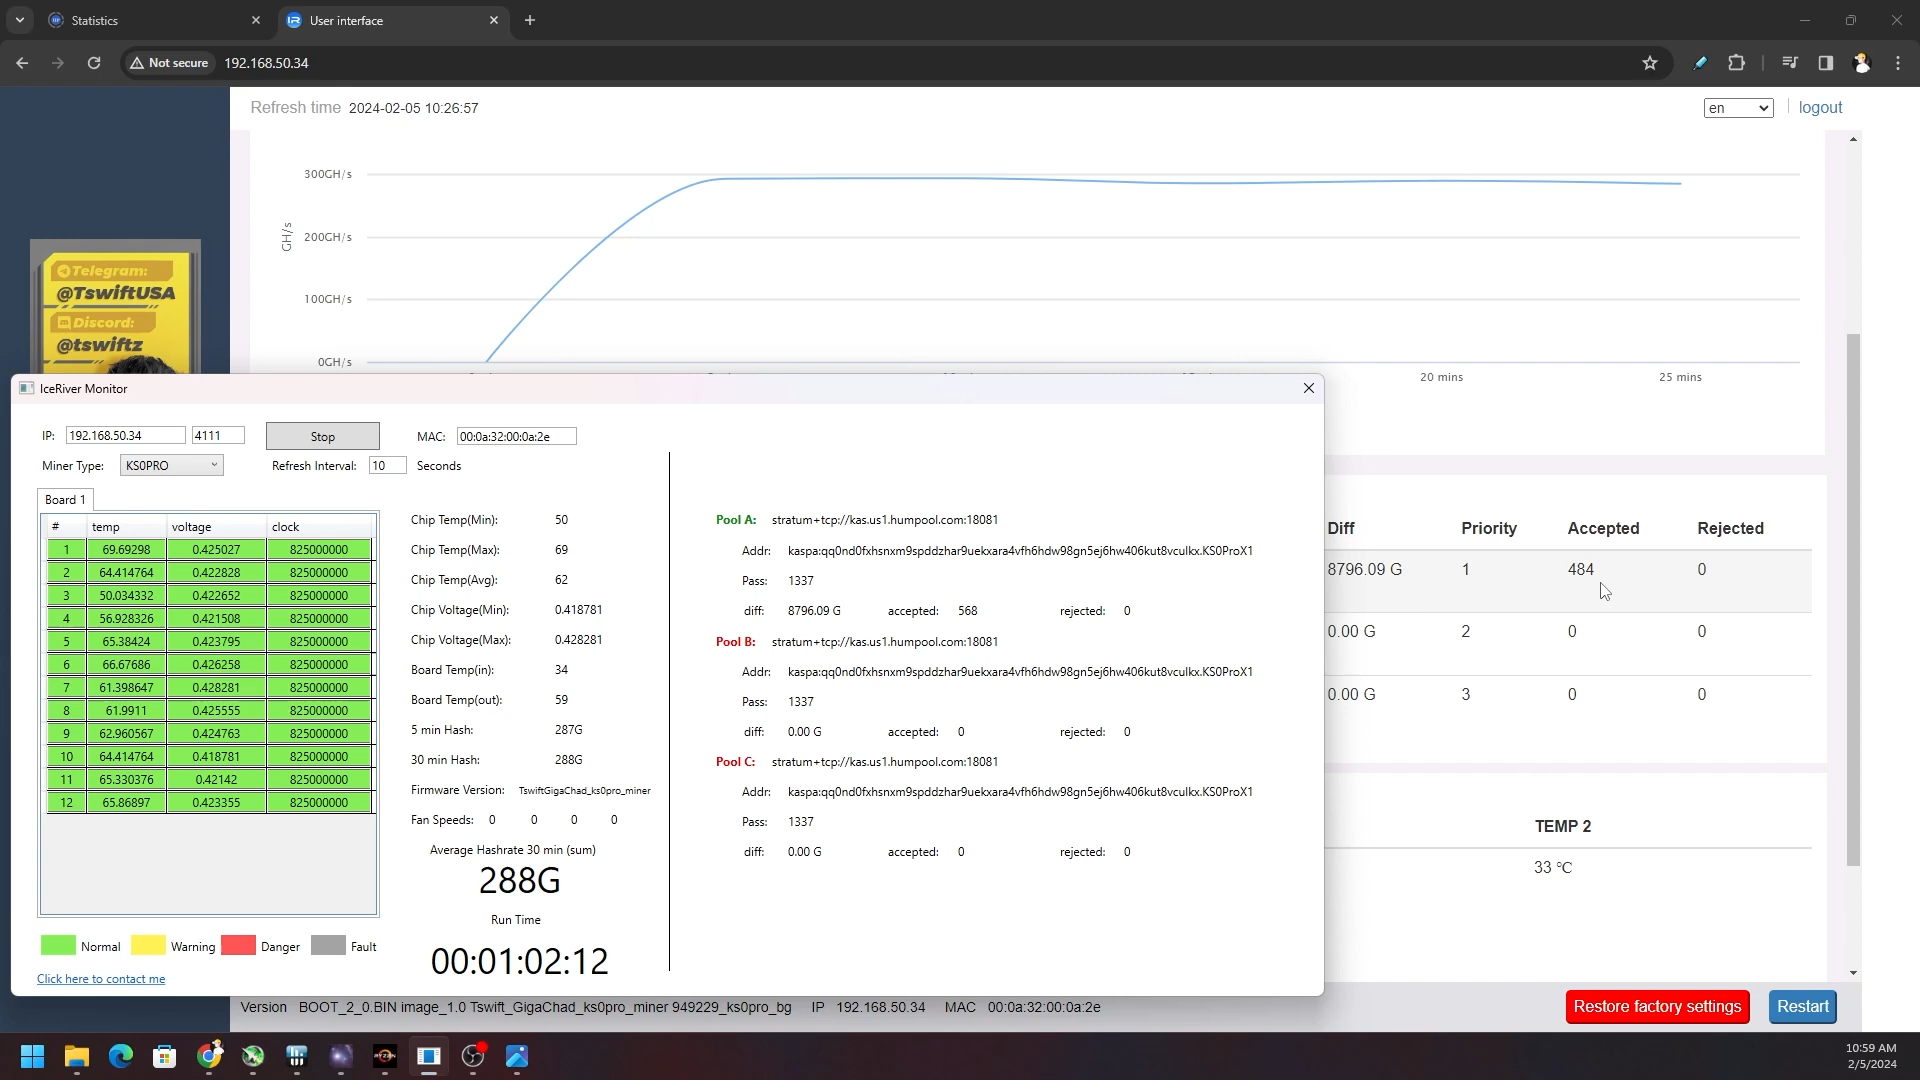 Statistics
User interface
Not secure 192.168.50.34
Refresh time 2024-02-05 10:26:57
en
logout
300GH/s
200GH/s
100GH/s
0GH/s
GH/s
20 mins
25 mins
Telegram:
@TswiftUSA
Discord:
@tswiftz
IceRiver Monitor
IP: 192.168.50.34 4111 Stop MAC: 00:0a:32:00:0a:2e
Miner Type: KS0PRO Refresh Interval: 10 Seconds
Board 1
# temp voltage clock
1 69.69298 0.425027 825000000
2 64.414764 0.422828 825000000
3 50.034332 0.422652 825000000
4 56.928326 0.421508 825000000
5 65.38424 0.423795 825000000
6 66.67686 0.426258 825000000
7 61.398647 0.428281 825000000
8 61.9911 0.425555 825000000
9 62.960567 0.424763 825000000
10 64.414764 0.418781 825000000
11 65.330376 0.42142 825000000
12 65.86897 0.423355 825000000
Normal Warning Danger Fault
Click here to contact me
Chip Temp(Min): 50
Chip Temp(Max): 69
Chip Temp(Avg): 62
Chip Voltage(Min): 0.418781
Chip Voltage(Max): 0.428281
Board Temp(in): 34
Board Temp(out): 59
5 min Hash: 287G
30 min Hash: 288G
Firmware Version: TswiftGigaChad_ks0pro_miner
Fan Speeds: 0 0 0 0
Average Hashrate 30 min (sum)
288G
Run Time
00:01:02:12
Pool A: stratum+tcp://kas.us1.humpool.com:18081
Addr: kaspa:qq0nd0fxhsnxm9spddzhar9uekxara4vfh6hdw98gn5ej6hw406kut8vculkx.KS0ProX1
Pass: 1337
diff: 8796.09 G accepted: 568 rejected: 0
Pool B: stratum+tcp://kas.us1.humpool.com:18081
Addr: kaspa:qq0nd0fxhsnxm9spddzhar9uekxara4vfh6hdw98gn5ej6hw406kut8vculkx.KS0ProX1
Pass: 1337
diff: 0.00 G accepted: 0 rejected: 0
Pool C: stratum+tcp://kas.us1.humpool.com:18081
Addr: kaspa:qq0nd0fxhsnxm9spddzhar9uekxara4vfh6hdw98gn5ej6hw406kut8vculkx.KS0ProX1
Pass: 1337
diff: 0.00 G accepted: 0 rejected: 0
Diff Priority Accepted Rejected
8796.09 G 1 484 0
0.00 G 2 0 0
0.00 G 3 0 0
TEMP 2
33 ℃
Version BOOT_2_0.BIN image_1.0 Tswift_GigaChad_ks0pro_miner 949229_ks0pro_bg IP 192.168.50.34 MAC 00:0a:32:00:0a:2e
Restore factory settings
Restart
RYZEN
10:59 AM
2/5/2024